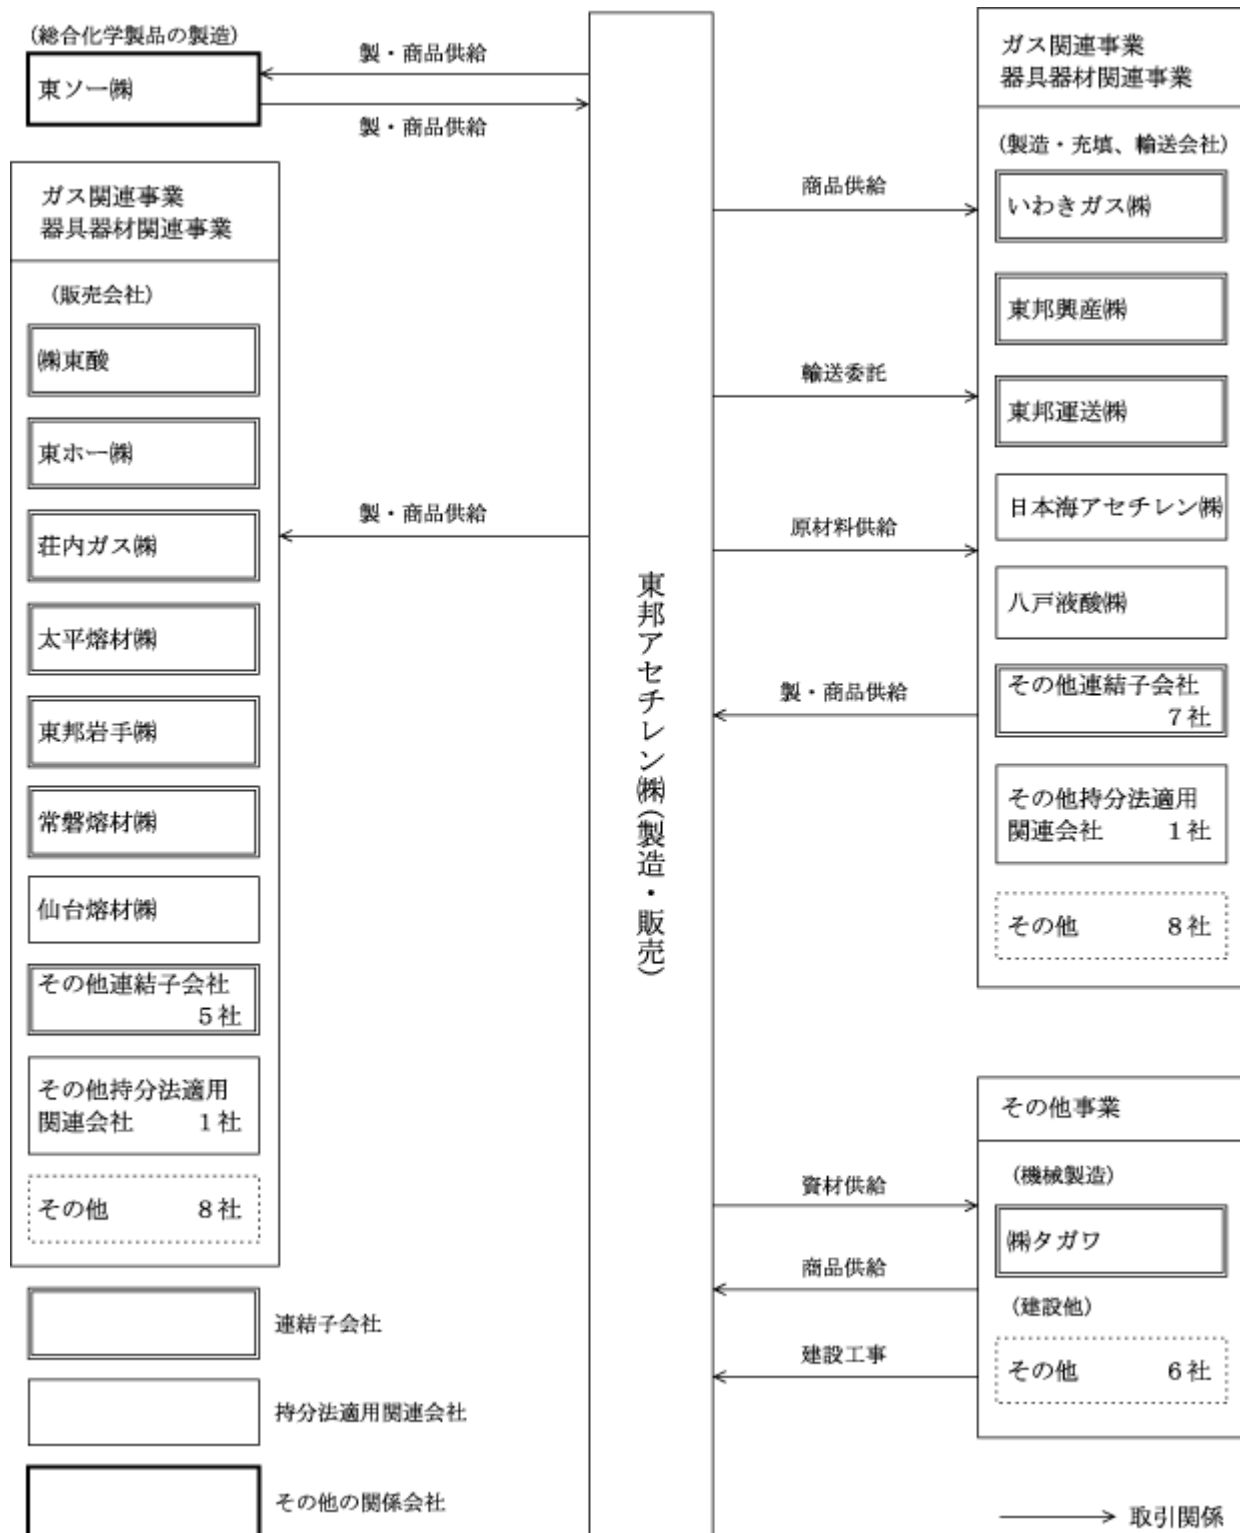 (総合化学製品の製造)
東ソー㈱
製・商品供給
製・商品供給
ガス関連事業
器具器材関連事業
(販売会社)
㈱東酸
東ホー㈱
荘内ガス㈱
太平熔材㈱
東邦岩手㈱
常磐熔材㈱
仙台熔材㈱
その他連結子会社
5社
その他持分法適用
関連会社 1社
その他 8社
製・商品供給
東邦アセチレン㈱(製造・販売)
ガス関連事業
器具器材関連事業
(製造・充填、輸送会社)
いわきガス㈱
東邦興産㈱
東邦運送㈱
日本海アセチレン㈱
八戸液酸㈱
その他連結子会社
7社
その他持分法適用
関連会社 1社
その他 8社
商品供給
輸送委託
原材料供給
製・商品供給
その他事業
(機械製造)
㈱タガワ
(建設他)
その他 6社
資材供給
商品供給
建設工事
連結子会社
持分法適用関連会社
その他の関係会社
取引関係